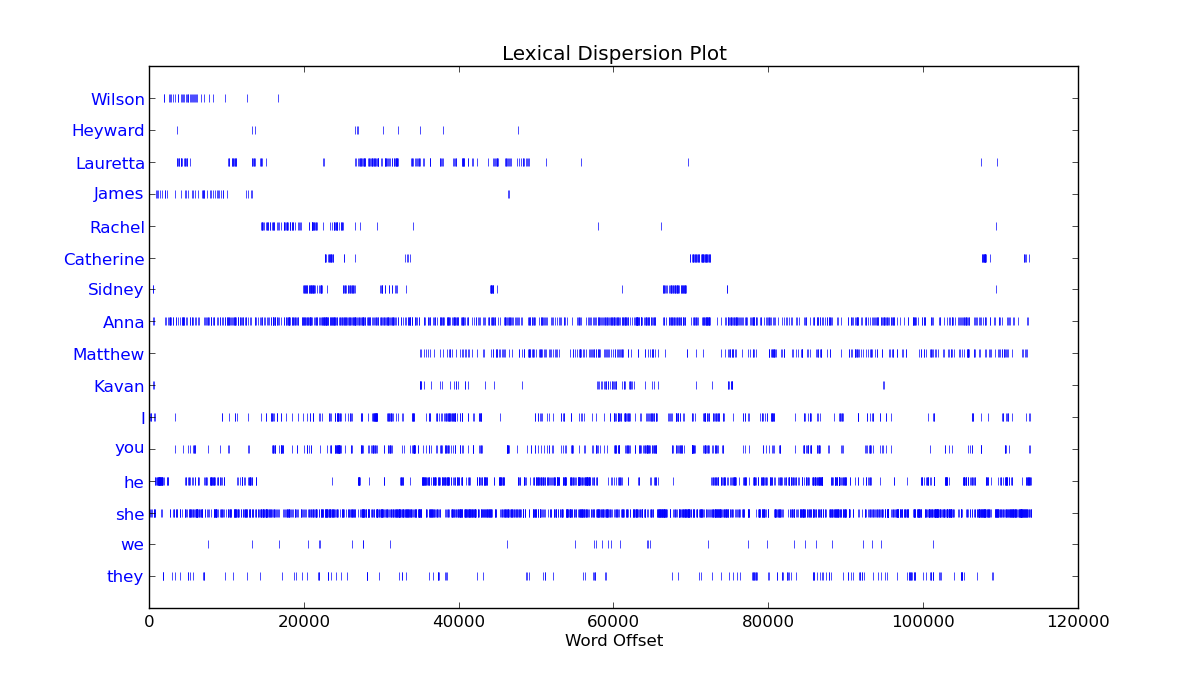 Lexical Dispersion Plot
Wilson
Heyward
Lauretta
James
Rachel
Catherine
Sidney
Anna
Matthew
Kavan
I
you
he
she
we
they
0 20000 40000 60000 80000 100000 120000
Word Offset